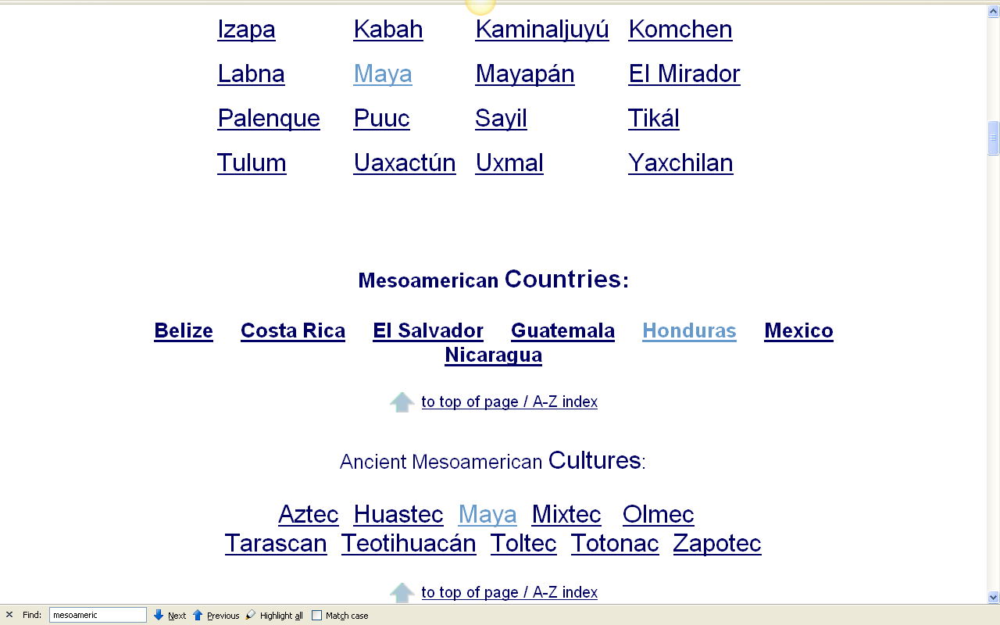 Izapa Kabah Kaminaljuyú Komchen
Labna Maya Mayapán El Mirador
Palenque Puuc Sayil Tikál
Tulum Uaxactún Uxmal Yaxchilan
Mesoamerican Countries:
Belize Costa Rica El Salvador Guatemala Honduras Mexico
Nicaragua
to top of page / A-Z index
Ancient Mesoamerican Cultures:
Aztec Huastec Maya Mixtec Olmec
Tarascan Teotihuacán Toltec Totonac Zapotec
to top of page / A-Z index
Find: mesoameric Next Previous Highlight all Match case